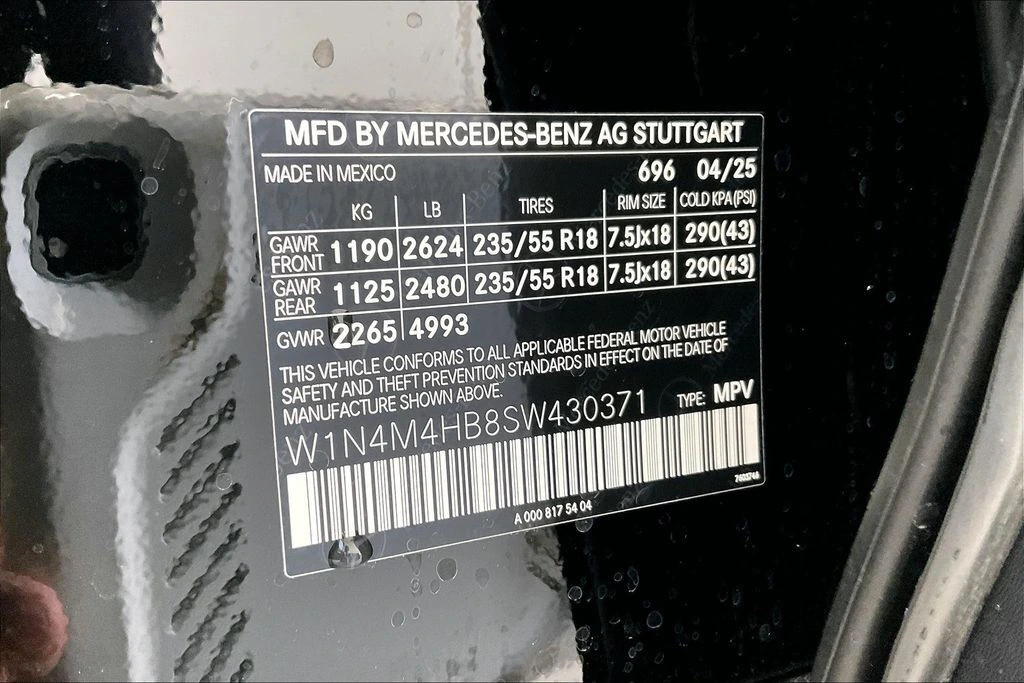 MFD BY MERCEDES-BENZ AG STUTTGART
MADE IN MEXICO 696 04/25
KG LB TIRES RIM SIZE COLD KPA(PSI)
GAWR FRONT 1190 2624 235/55 R18 7.5Jx18 290(43)
GAWR REAR 1125 2480 235/55 R18 7.5Jx18 290(43)
GVWR 2265 4993
THIS VEHICLE CONFORMS TO ALL APPLICABLE FEDERAL MOTOR VEHICLE
SAFETY AND THEFT PREVENTION STANDARDS IN EFFECT ON THE DATE OF
MANUFACTURE SHOWN ABOVE.
W1N4M4HB8SW430371 TYPE: MPV
A 000 817 54 04